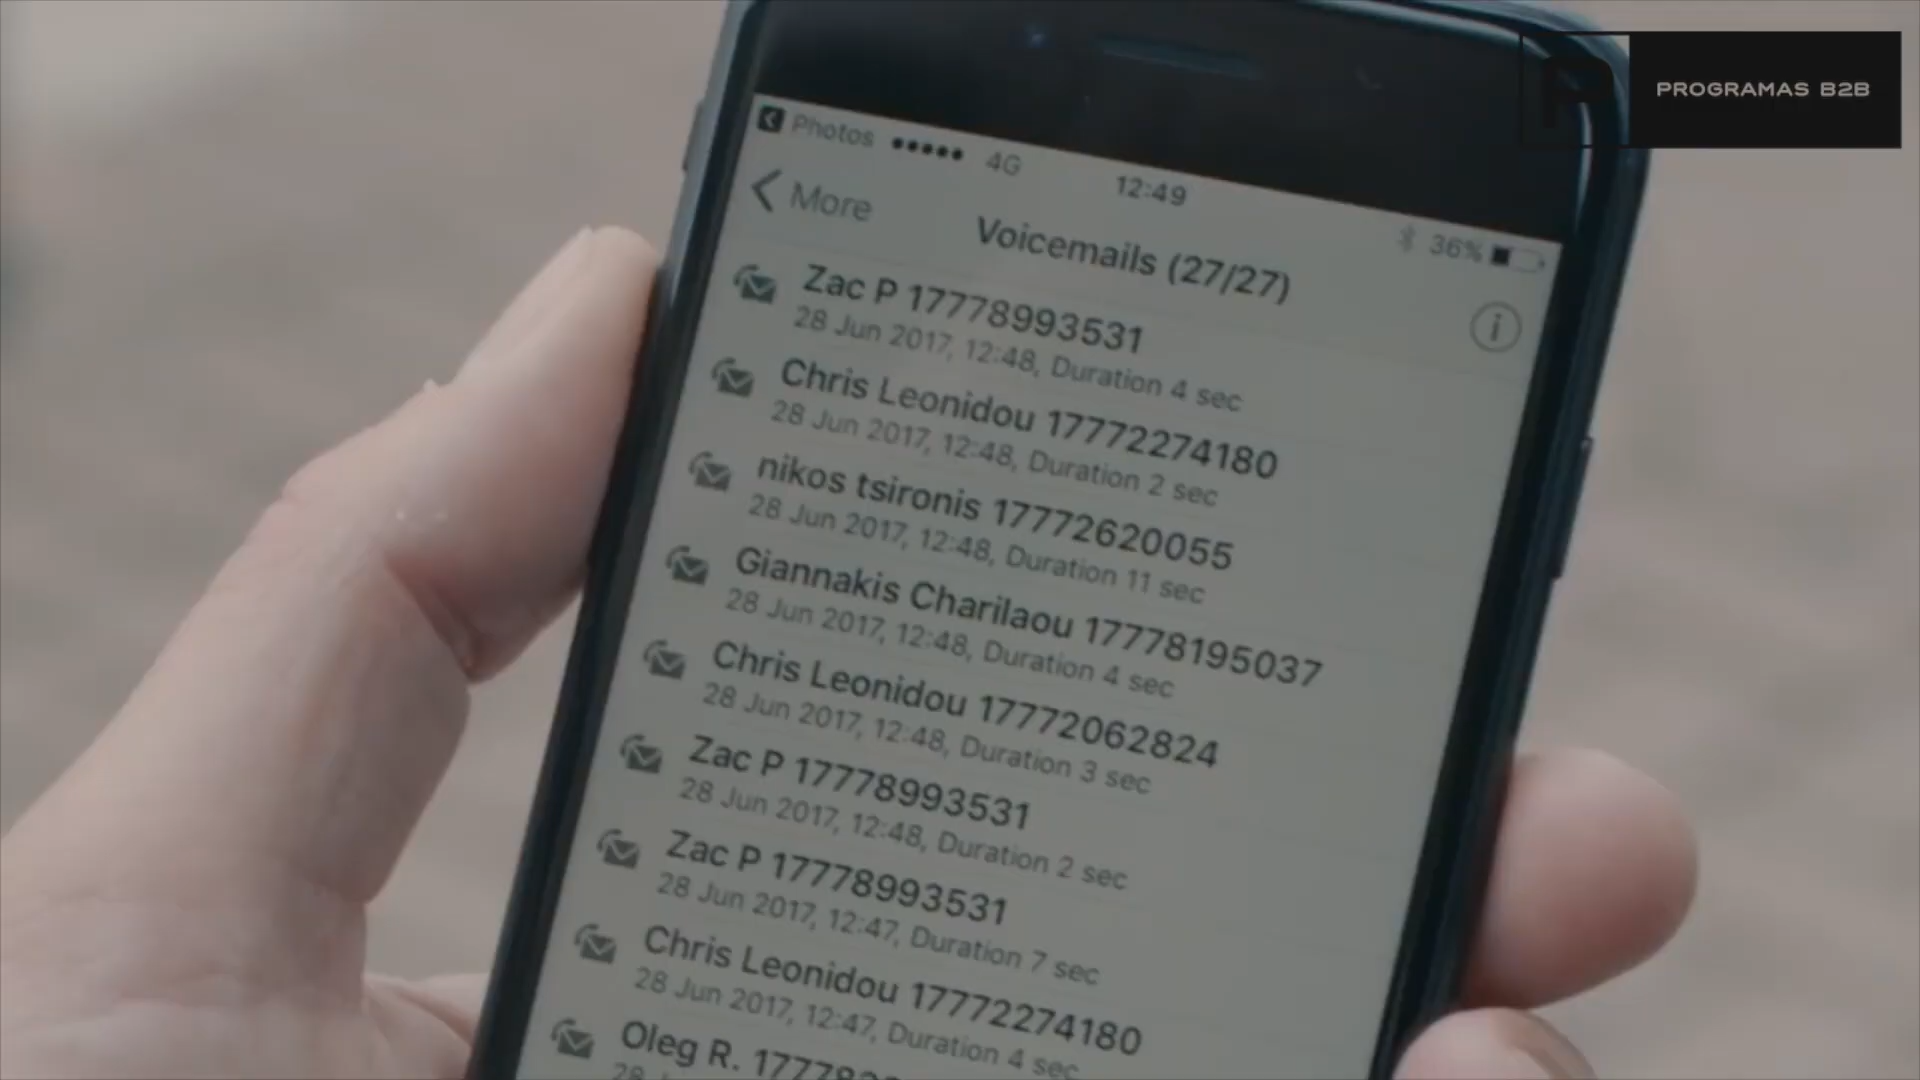 PROGRAMAS B2B
Photos 4G 12:49 36%
More
Voicemails (27/27)
Zac P 17778993531
28 Jun 2017, 12:48, Duration 4 sec
Chris Leonidou 17772274180
28 Jun 2017, 12:48, Duration 2 sec
nikos tsironis 17772620055
28 Jun 2017, 12:48, Duration 11 sec
Giannakis Charilaou 17778195037
28 Jun 2017, 12:48, Duration 4 sec
Chris Leonidou 17772062824
28 Jun 2017, 12:48, Duration 3 sec
Zac P 17778993531
28 Jun 2017, 12:48, Duration 2 sec
Zac P 17778993531
28 Jun 2017, 12:47, Duration 7 sec
Chris Leonidou 17772274180
28 Jun 2017, 12:47, Duration 4 sec
Oleg R.
28